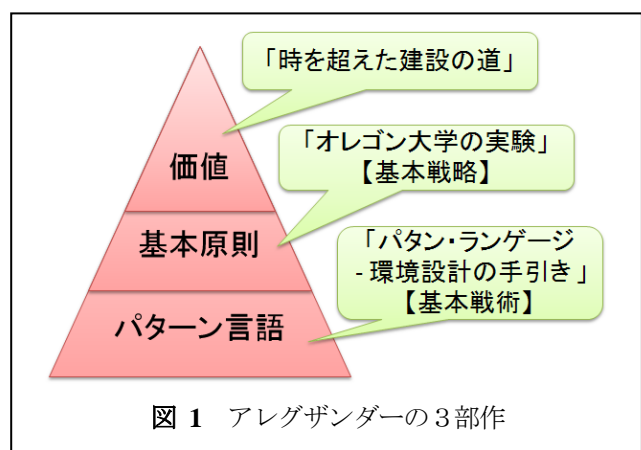 「時を超えた建設の道」
価値
「オレゴン大学の実験」
【基本戦略】
基本原則
「パタン・ランゲージ
- 環境設計の手引き」
【基本戦術】
パターン言語
図 1 アレグザンダーの３部作